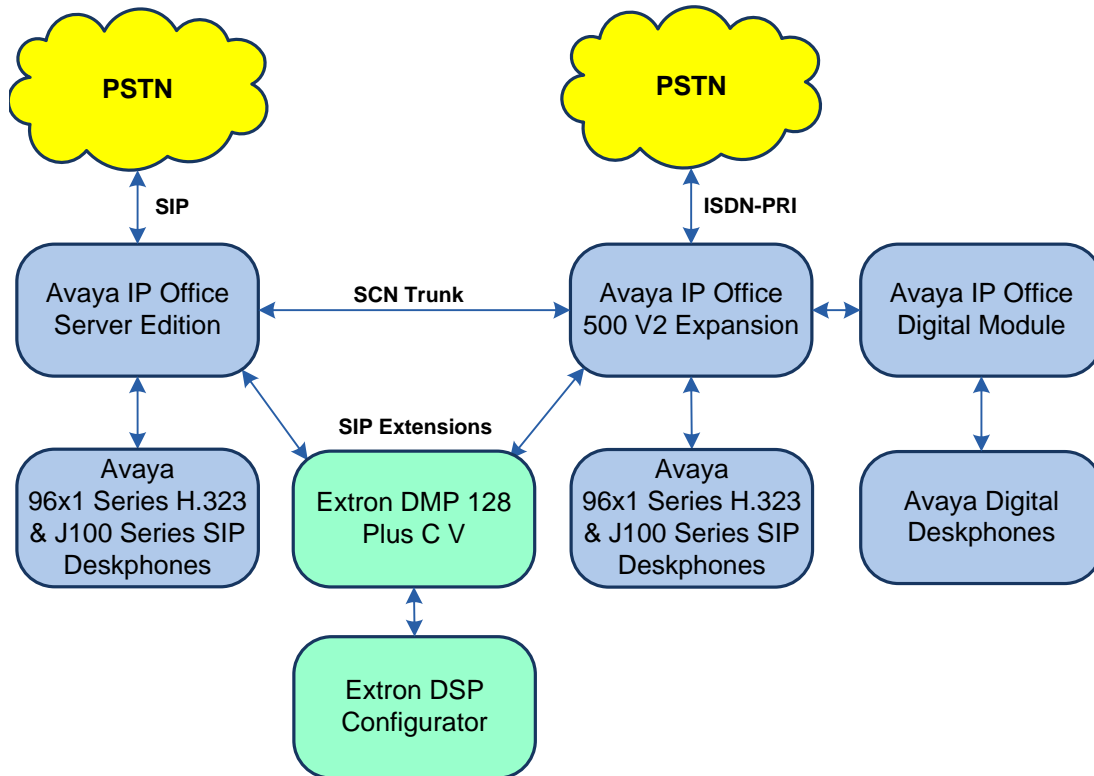 PSTN
PSTN
SIP
ISDN-PRI
Avaya IP Office
Server Edition
SCN Trunk
Avaya IP Office
500 V2 Expansion
Avaya IP Office
Digital Module
SIP Extensions
Avaya
96x1 Series H.323
& J100 Series SIP
Deskphones
Extron DMP 128
Plus C V
Avaya
96x1 Series H.323
& J100 Series SIP
Deskphones
Avaya Digital
Deskphones
Extron DSP
Configurator